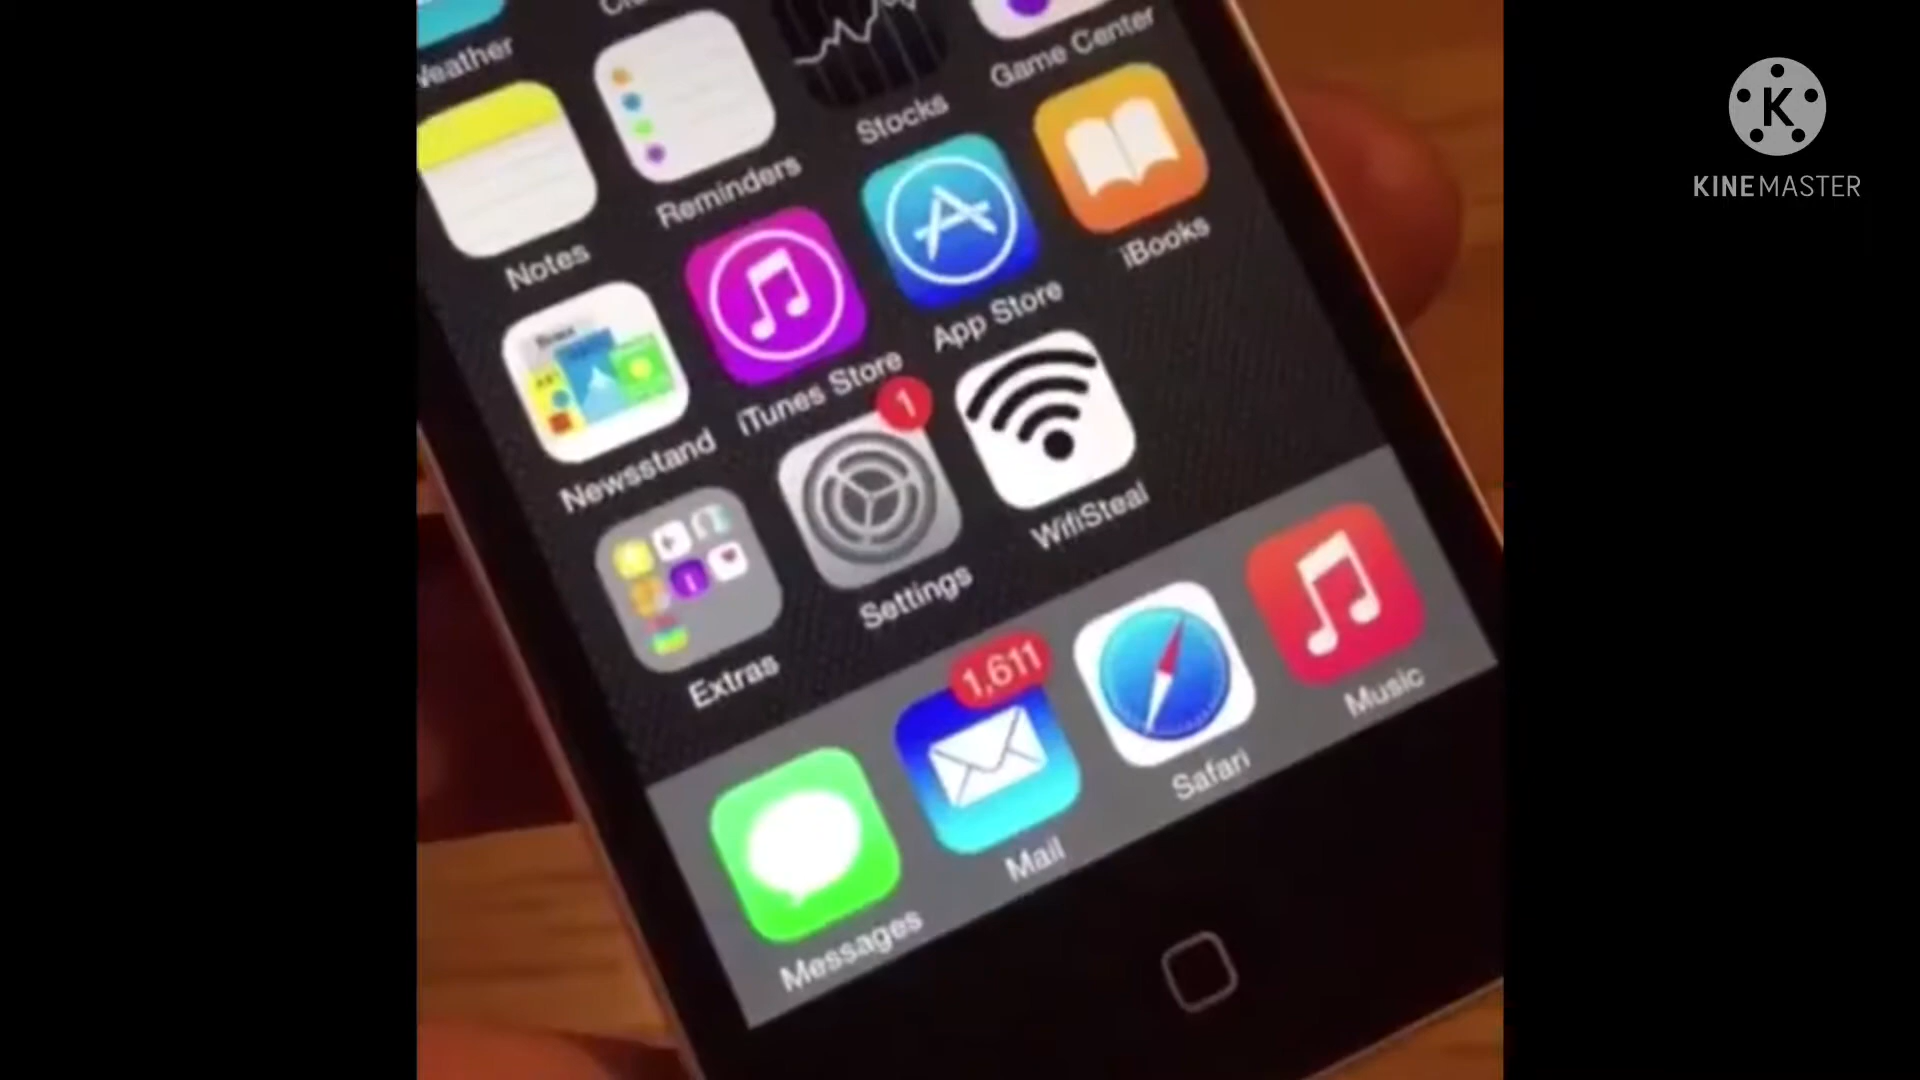 Weather
Game Center
Stocks
Reminders
Notes
iBooks
App Store
iTunes Store
Newsstand
1
WifiSteal
Settings
Extras
1,611
Music
Safari
Mail
Messages
K
KINEMASTER